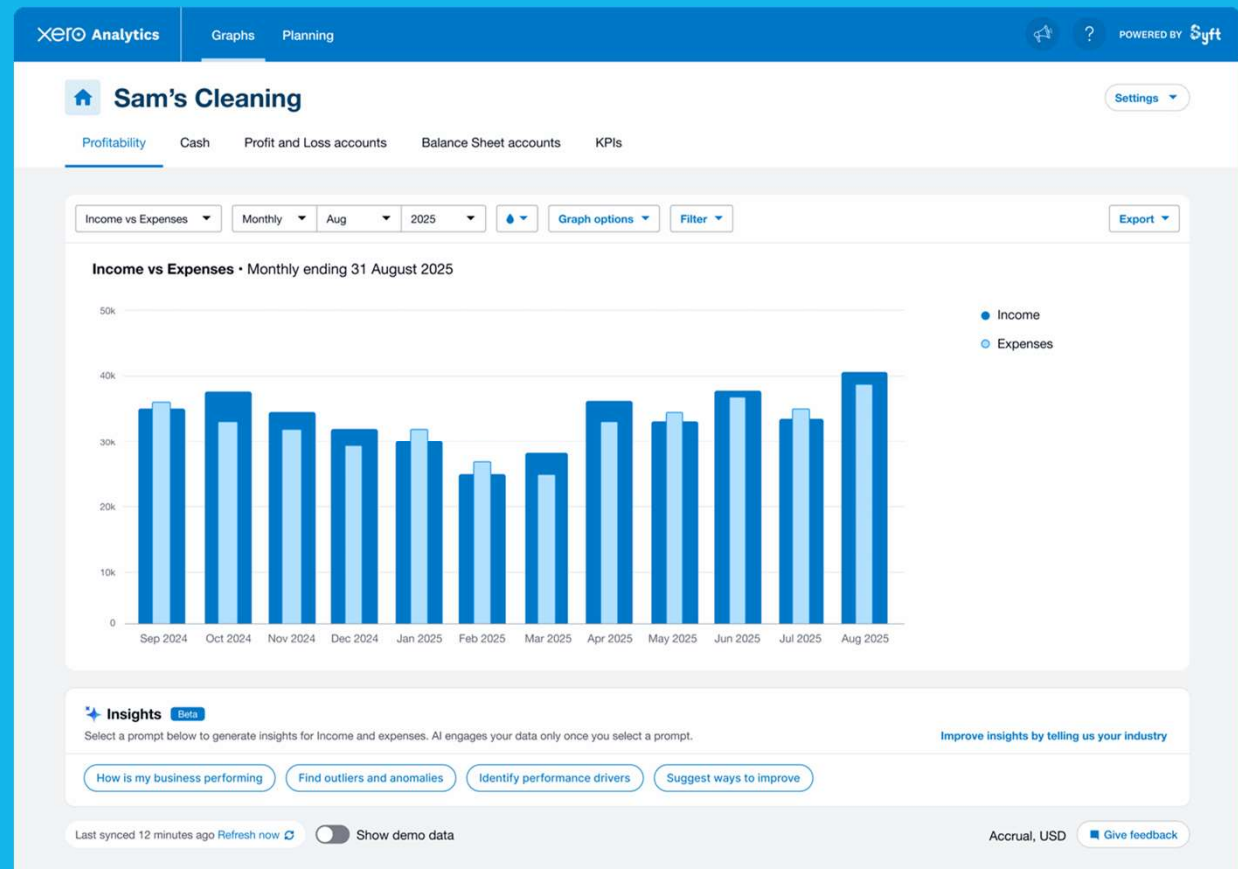 xero Analytics Graphs Planning ? POWERED BY Syft
Sam's Cleaning Settings
Profitability Cash Profit and Loss accounts Balance Sheet accounts KPIs
Income vs Expenses Monthly Aug 2025 Graph options Filter Export
Income vs Expenses • Monthly ending 31 August 2025
50k
40k
30k
20k
10k
0
Sep 2024 Oct 2024 Nov 2024 Dec 2024 Jan 2025 Feb 2025 Mar 2025 Apr 2025 May 2025 Jun 2025 Jul 2025 Aug 2025
Income
Expenses
Insights Beta
Select a prompt below to generate insights for Income and expenses. AI engages your data only once you select a prompt. Improve insights by telling us your industry
How is my business performing Find outliers and anomalies Identify performance drivers Suggest ways to improve
Last synced 12 minutes ago Refresh now Show demo data Accrual, USD Give feedback